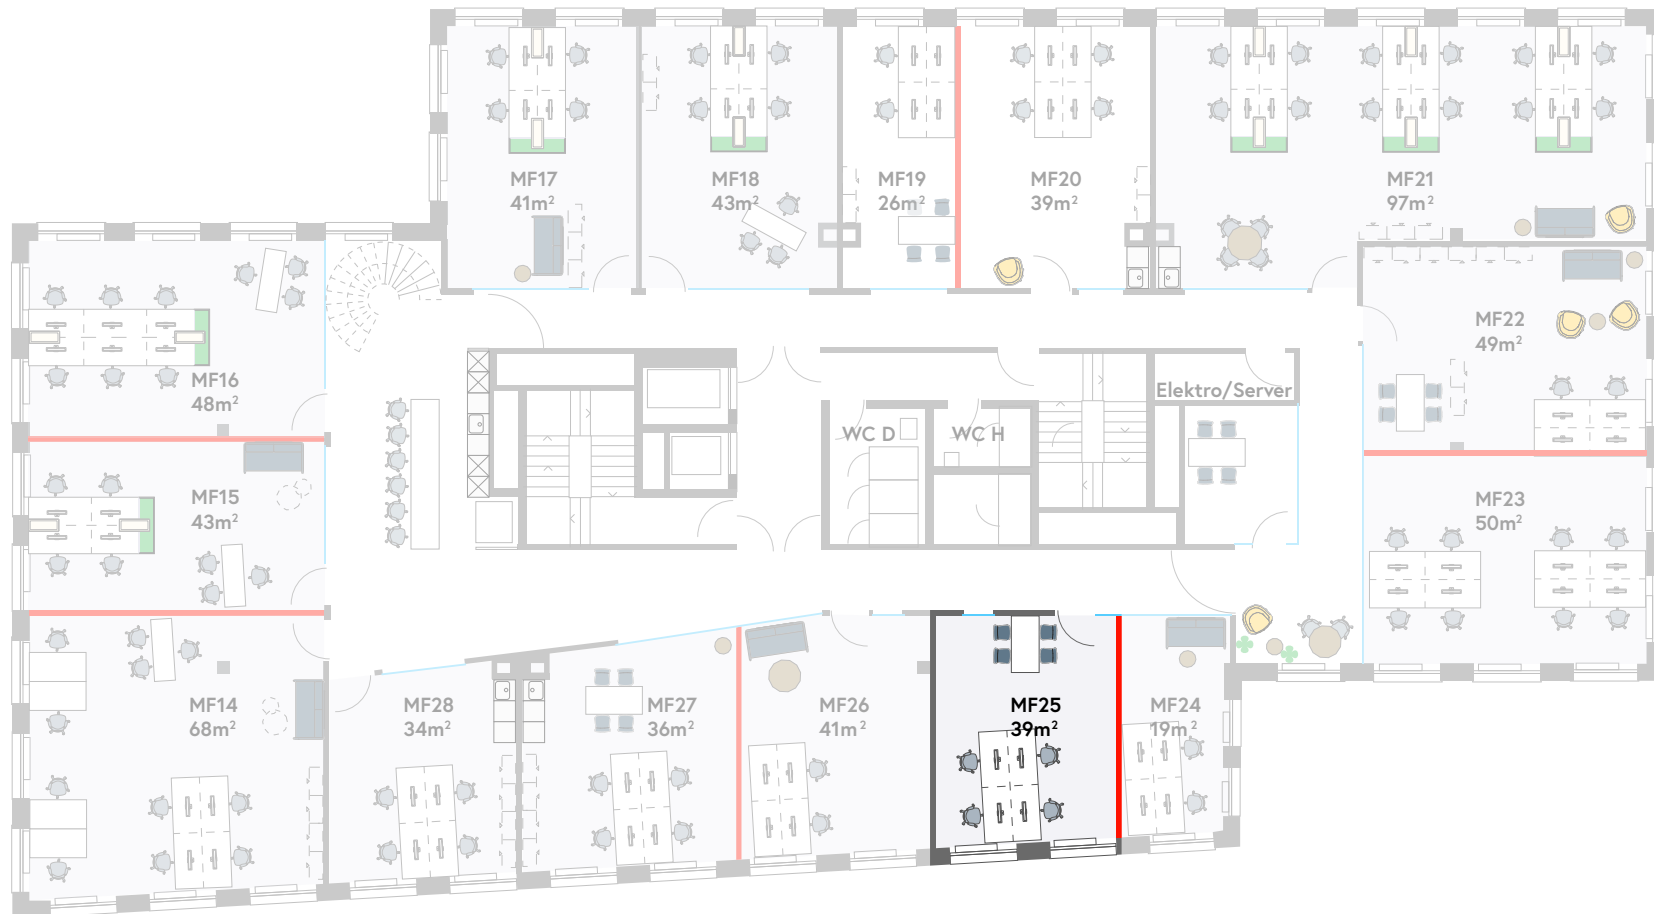 MF17
41m²
MF18
43m²
MF19
26m²
MF20
39m²
MF21
97m²
MF22
49m²
MF16
48m²
Elektro/Server
WC D
WC H
MF15
43m²
MF23
50m²
MF14
68m²
MF28
34m²
MF27
36m²
MF26
41m²
MF25
39m²
MF24
19m²